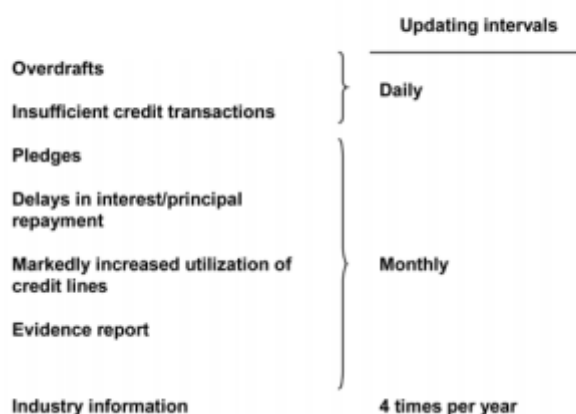 Updating intervals
Overdrafts
Daily
Insufficient credit transactions
Pledges
Delays in interest/principal
repayment
Markedly increased utilization of
credit lines
Monthly
Evidence report
Industry information
4 times per year